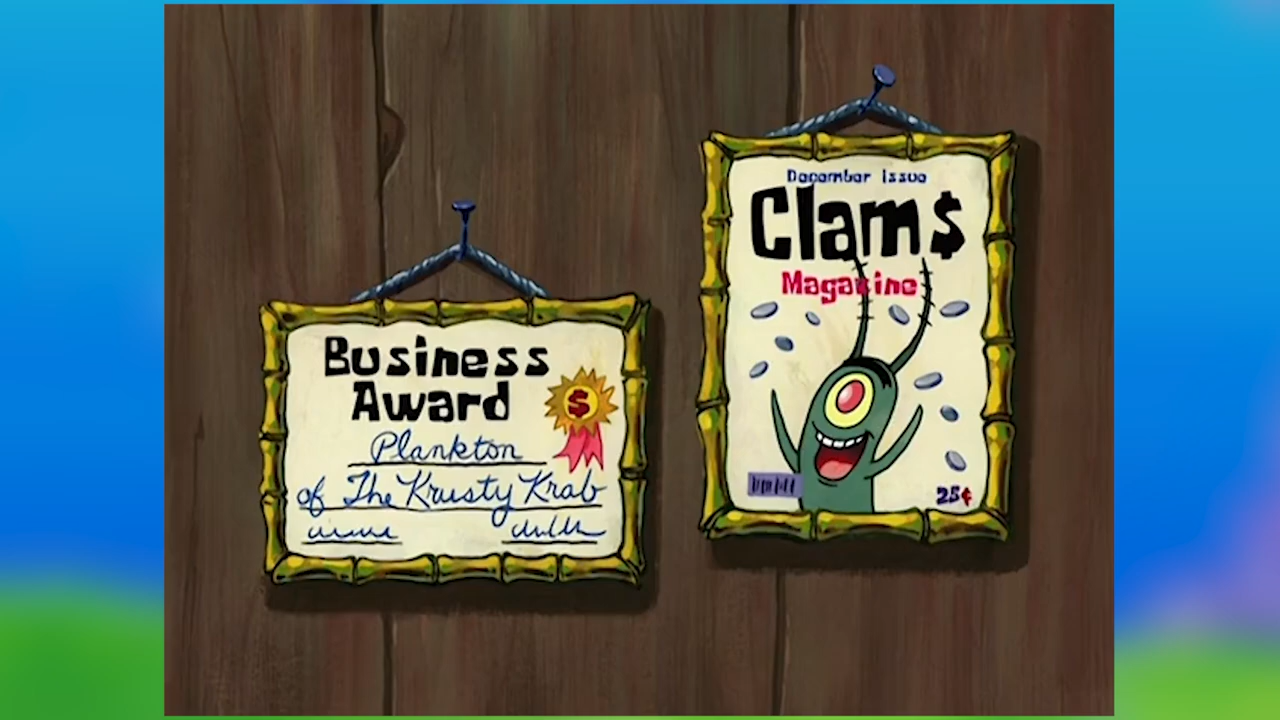 Business
Award
Plankton
of The Krusty Krab
December issue
Clam$
Magazine
25¢